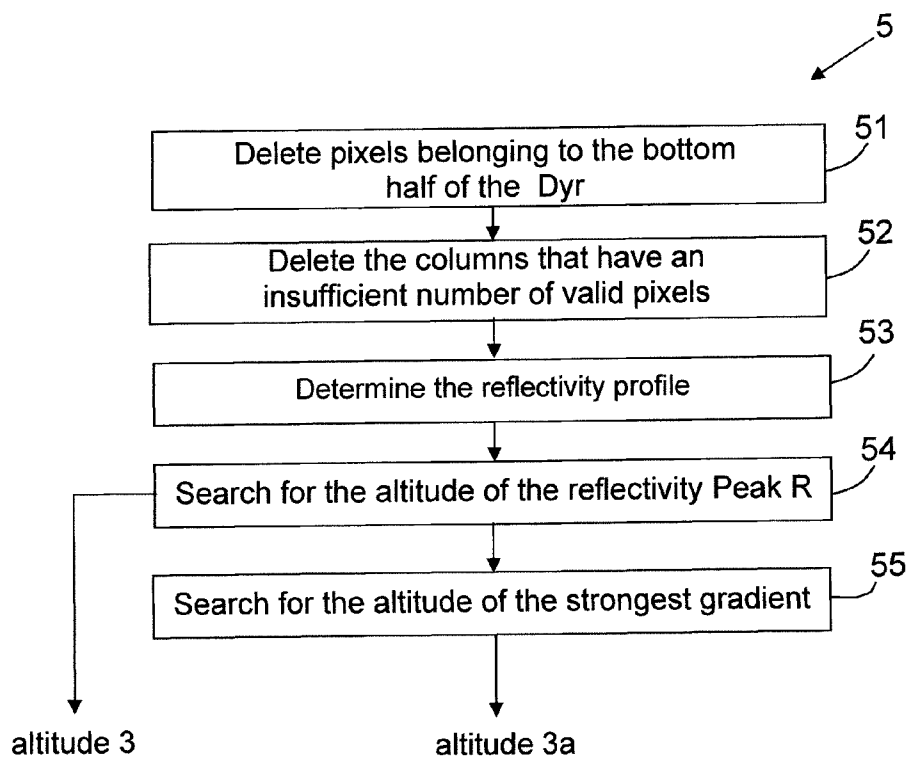 5
51
Delete pixels belonging to the bottom
half of the Dyr
52
Delete the columns that have an
insufficient number of valid pixels
53
Determine the reflectivity profile
54
Search for the altitude of the reflectivity Peak R
55
Search for the altitude of the strongest gradient
altitude 3
altitude 3a